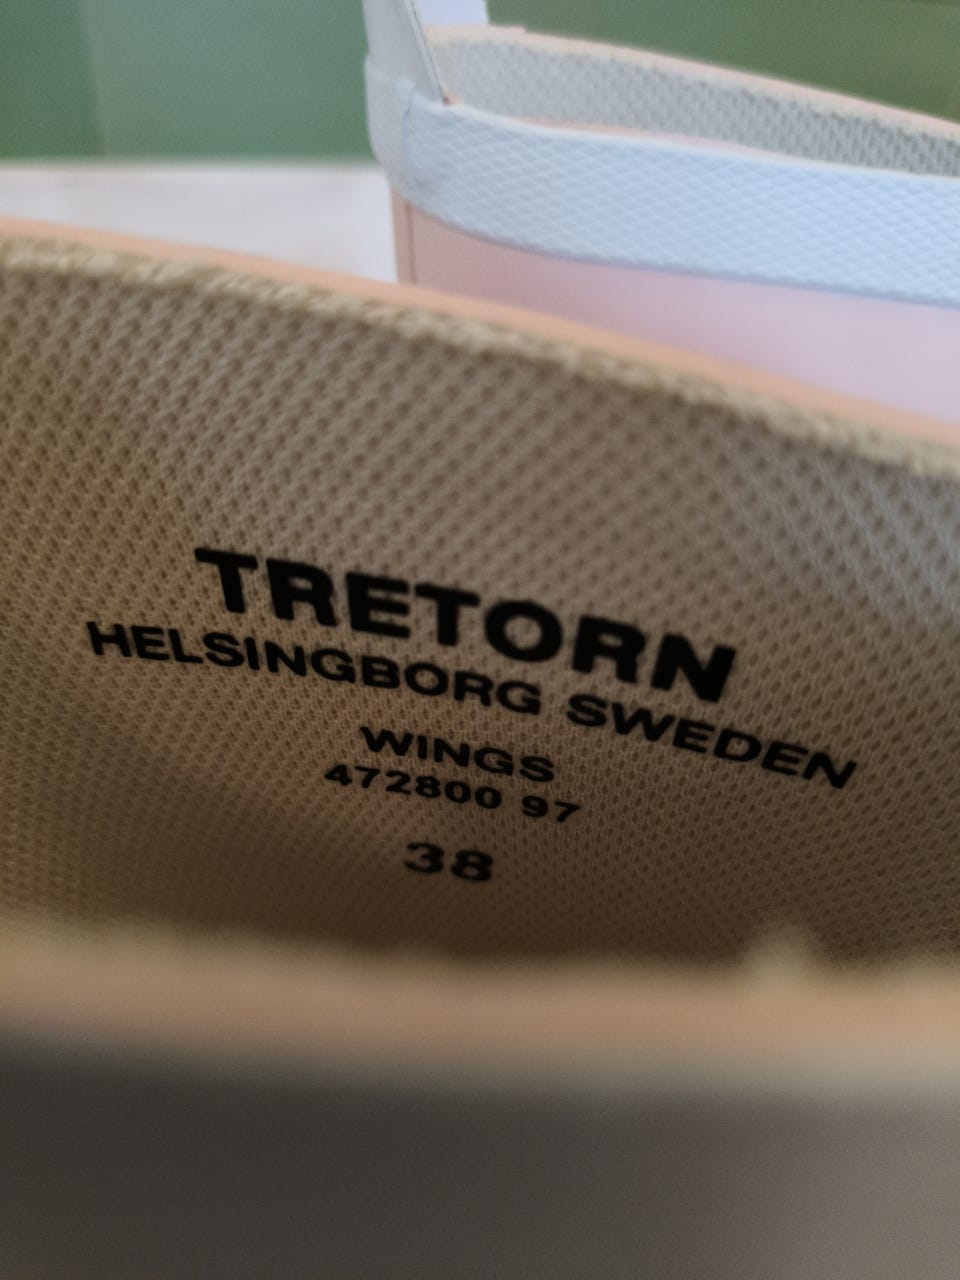 TRETORN
HELSINGBORG SWEDEN
WINGS
472800 97
38